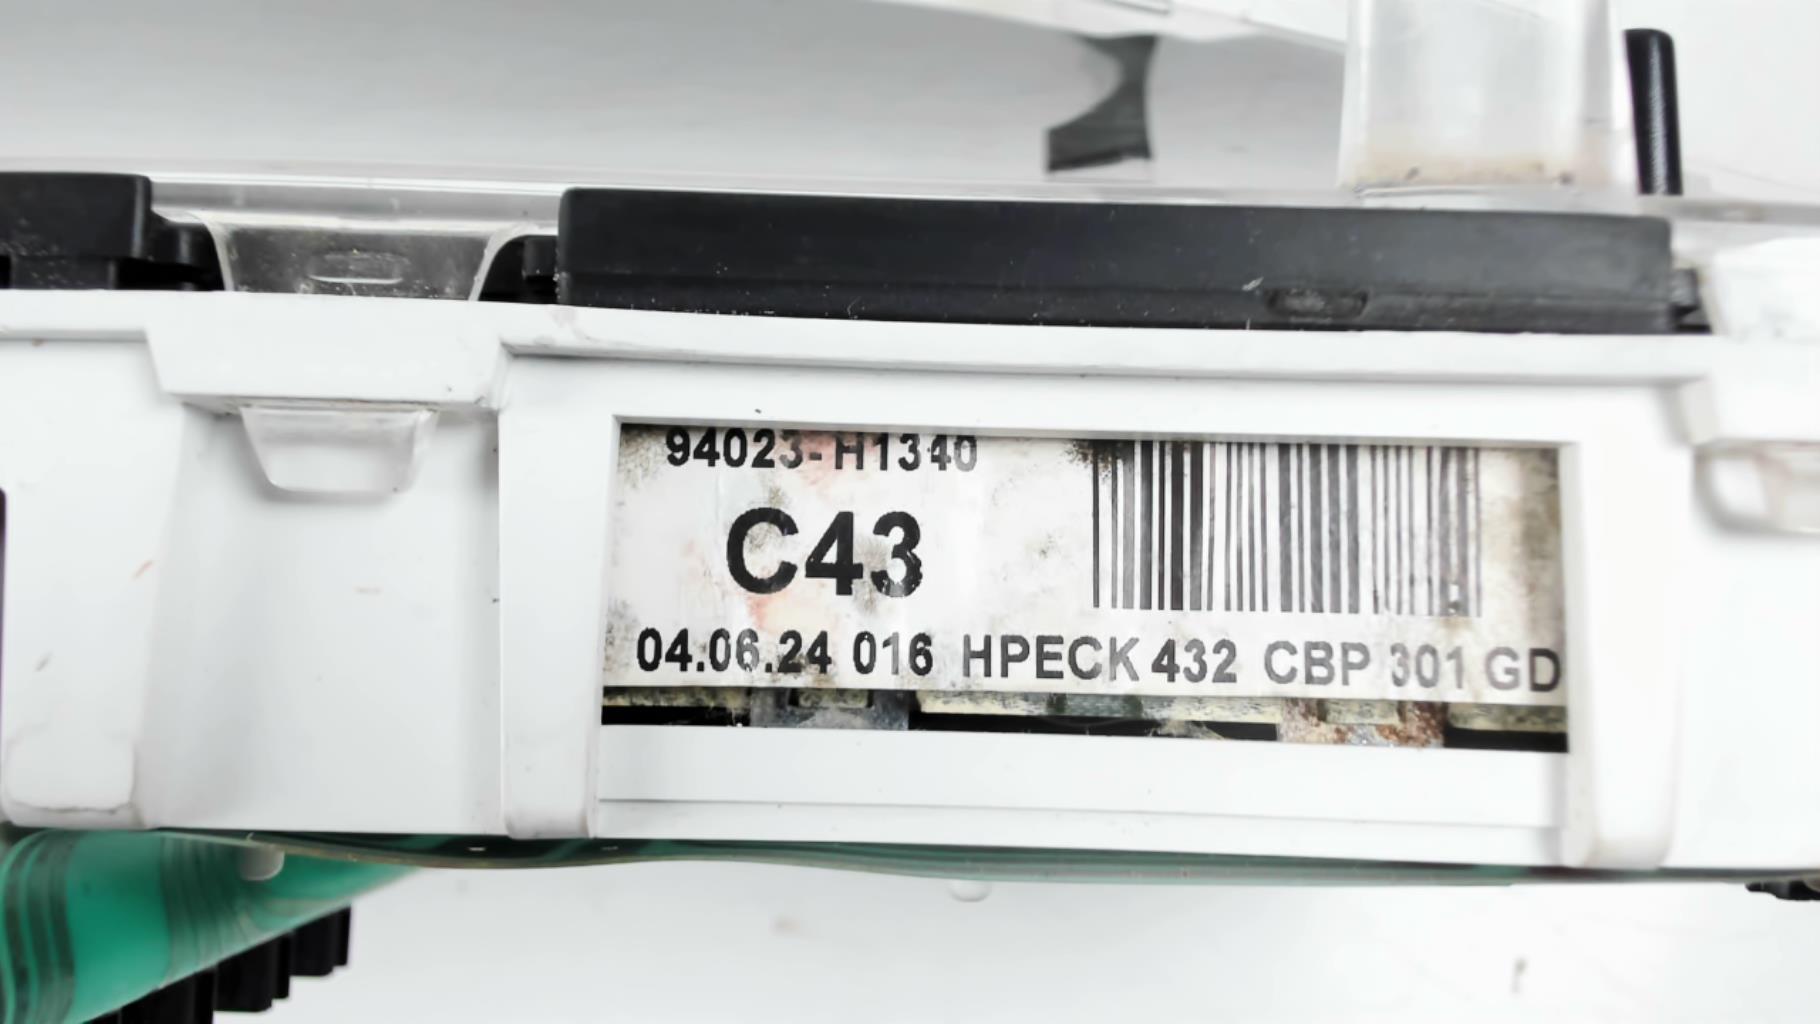 94023-H1340
C43
04.06.24 016 HPECK 432 CBP 301 GD